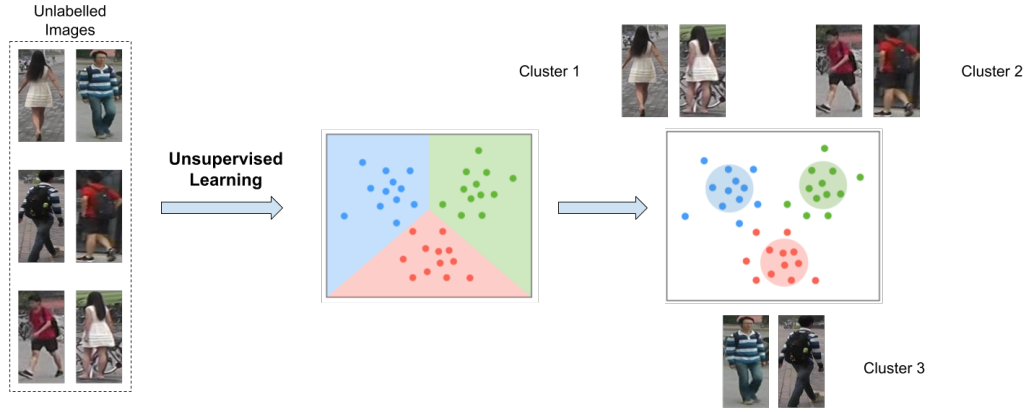 Unlabelled
Images
Unsupervised
Learning
Cluster 1
Cluster 2
Cluster 3